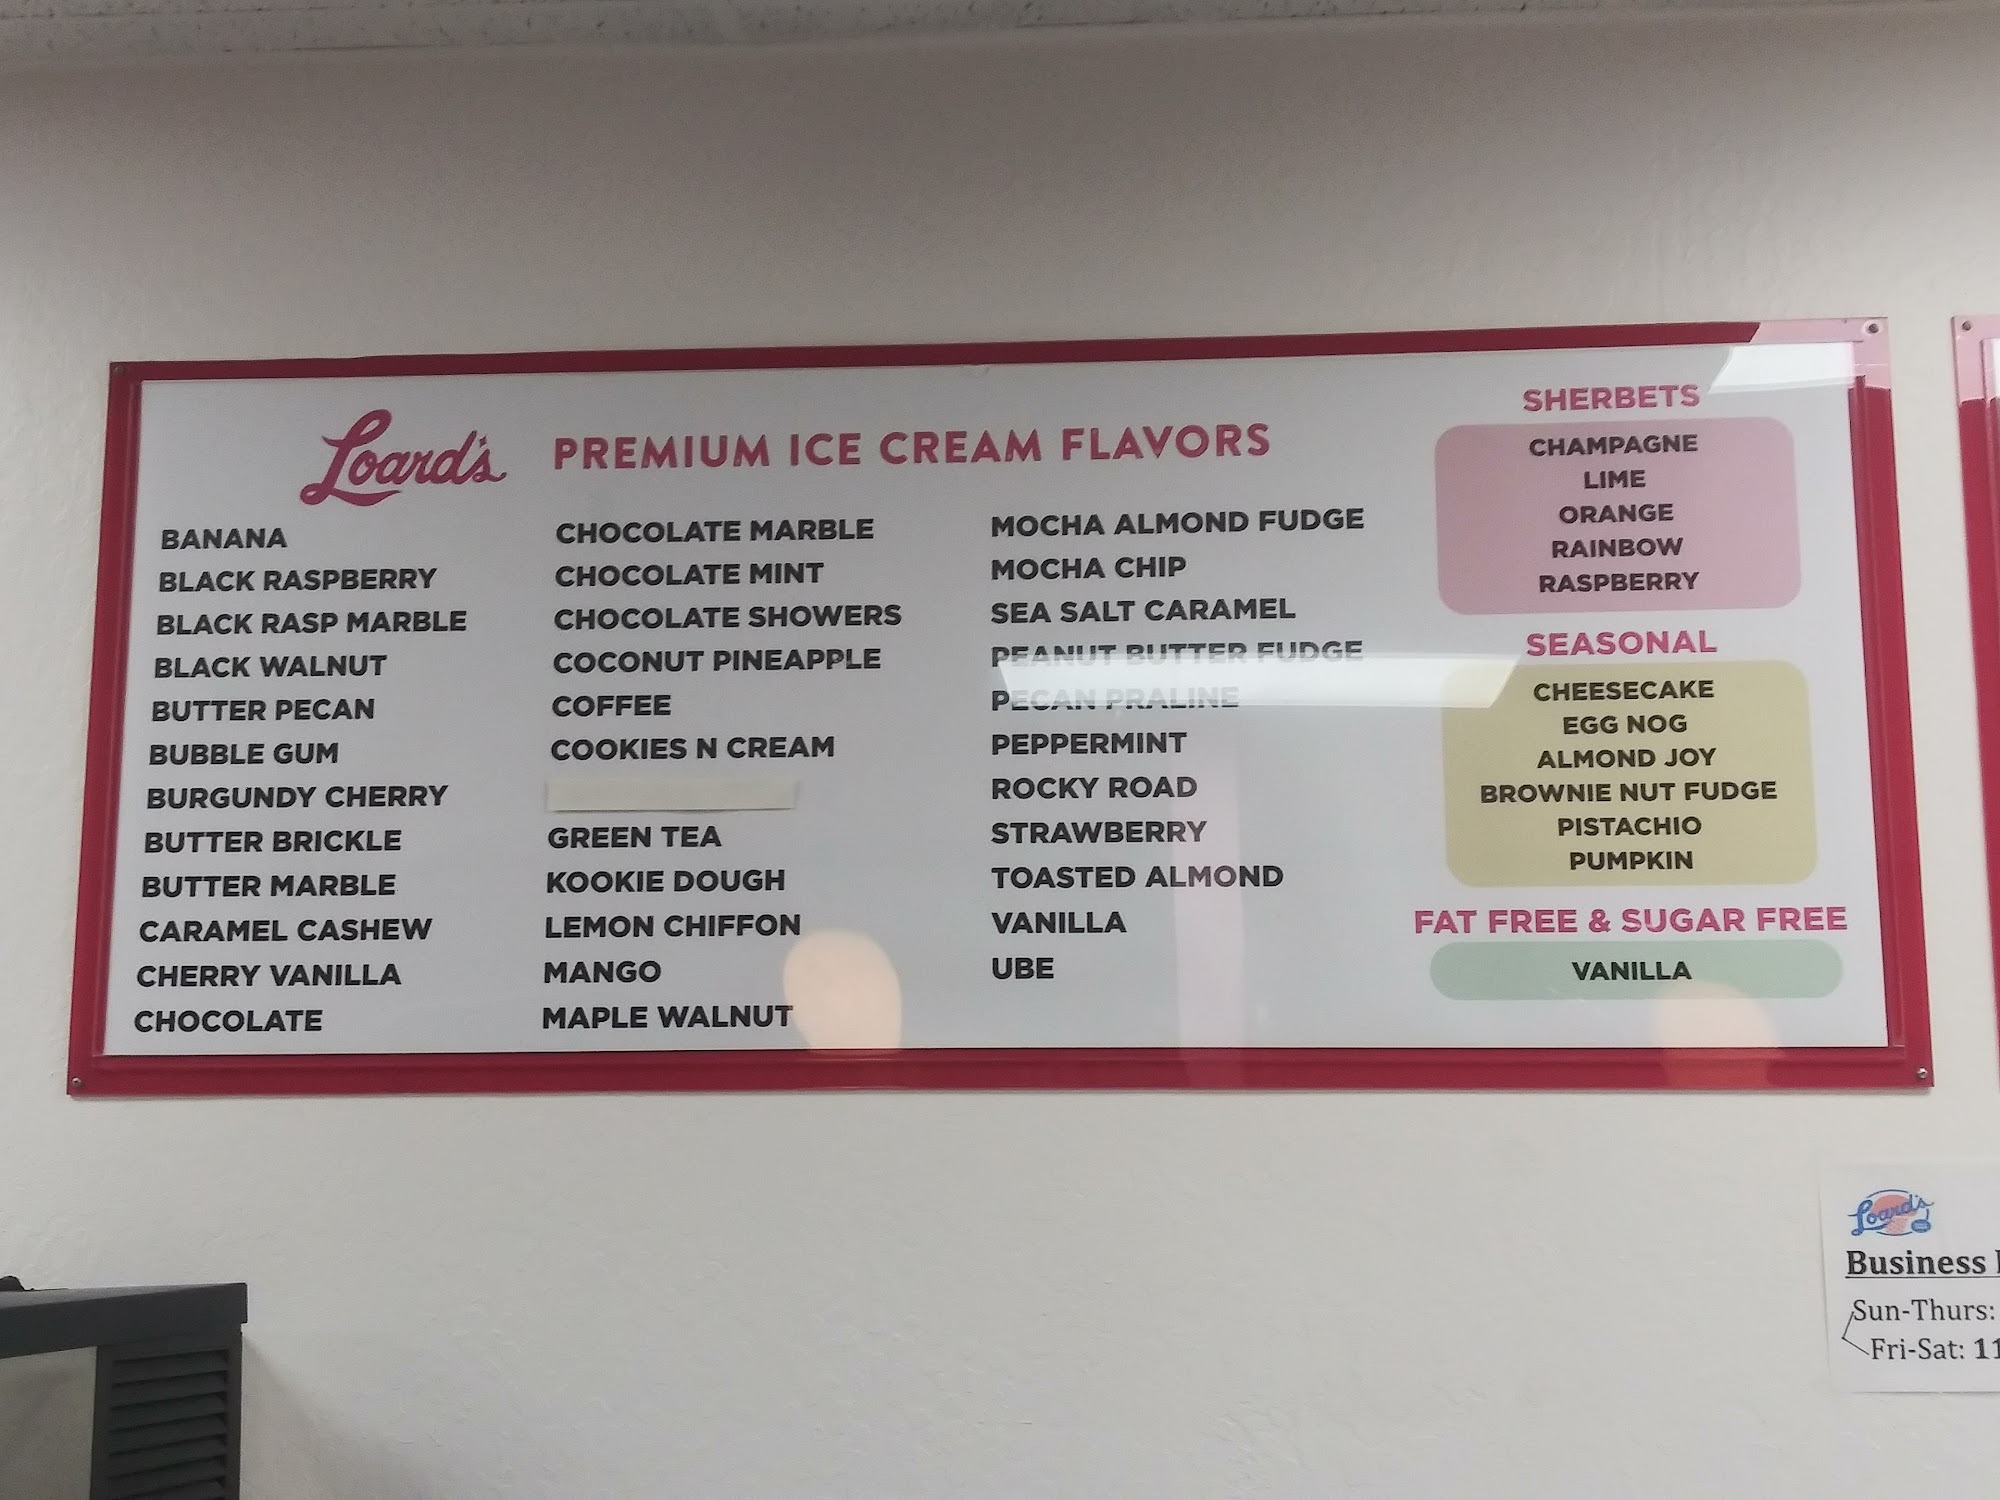 Loard's
PREMIUM ICE CREAM FLAVORS
BANANA
BLACK RASPBERRY
BLACK RASP MARBLE
BLACK WALNUT
BUTTER PECAN
BUBBLE GUM
BURGUNDY CHERRY
BUTTER BRICKLE
BUTTER MARBLE
CARAMEL CASHEW
CHERRY VANILLA
CHOCOLATE
CHOCOLATE MARBLE
CHOCOLATE MINT
CHOCOLATE SHOWERS
COCONUT PINEAPPLE
COFFEE
COOKIES N CREAM
GREEN TEA
KOOKIE DOUGH
LEMON CHIFFON
MANGO
MAPLE WALNUT
MOCHA ALMOND FUDGE
MOCHA CHIP
SEA SALT CARAMEL
PEANUT BUTTER FUDGE
PECAN PRALINE
PEPPERMINT
ROCKY ROAD
STRAWBERRY
TOASTED ALMOND
VANILLA
UBE
SHERBETS
CHAMPAGNE
LIME
ORANGE
RAINBOW
RASPBERRY
SEASONAL
CHEESECAKE
EGG NOG
ALMOND JOY
BROWNIE NUT FUDGE
PISTACHIO
PUMPKIN
FAT FREE & SUGAR FREE
VANILLA
Loard's
Business
Sun-Thurs:
Fri-Sat: 11